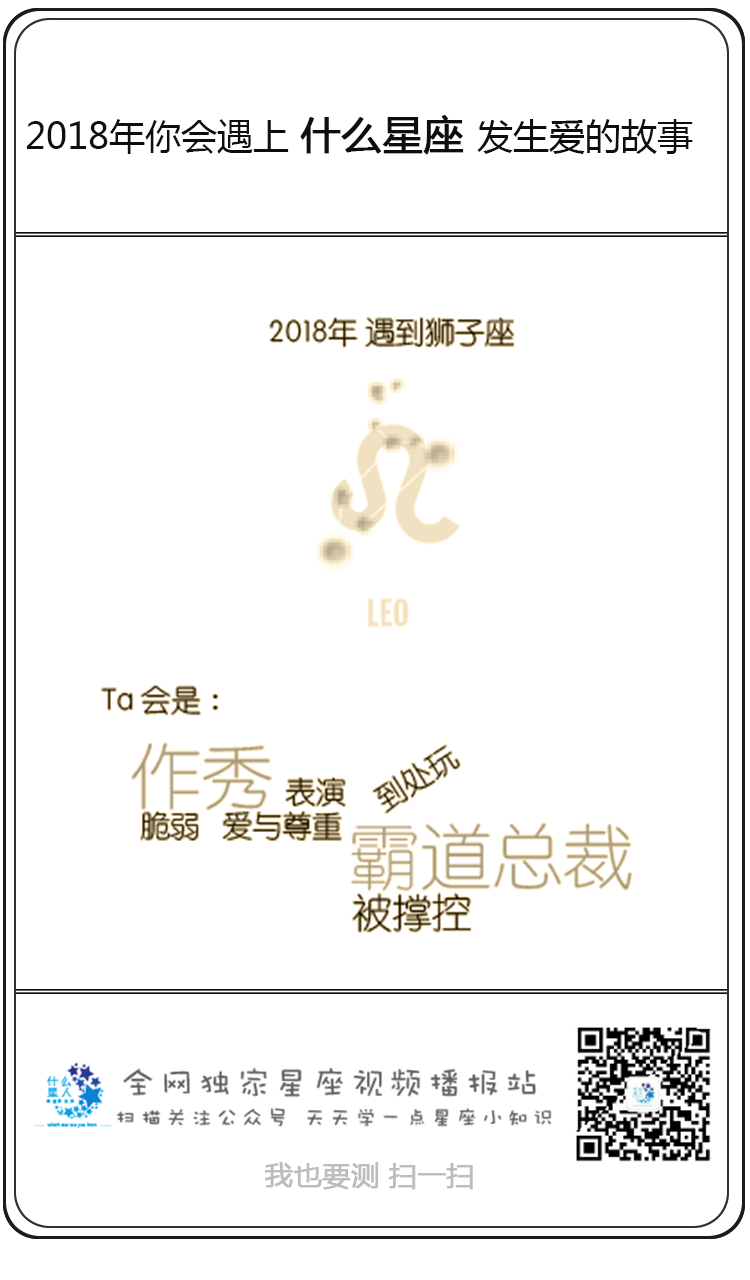 2018年你会遇上 什么星座 发生爱的故事
2018年 遇到狮子座
LEO
Ta 会是：
作秀 表演 到处玩
脆弱 爱与尊重
霸道总裁
被撑控
什么
星人
全网独家星座视频播报站
扫描关注公众号 天天学一点星座小知识
我也要测 扫一扫